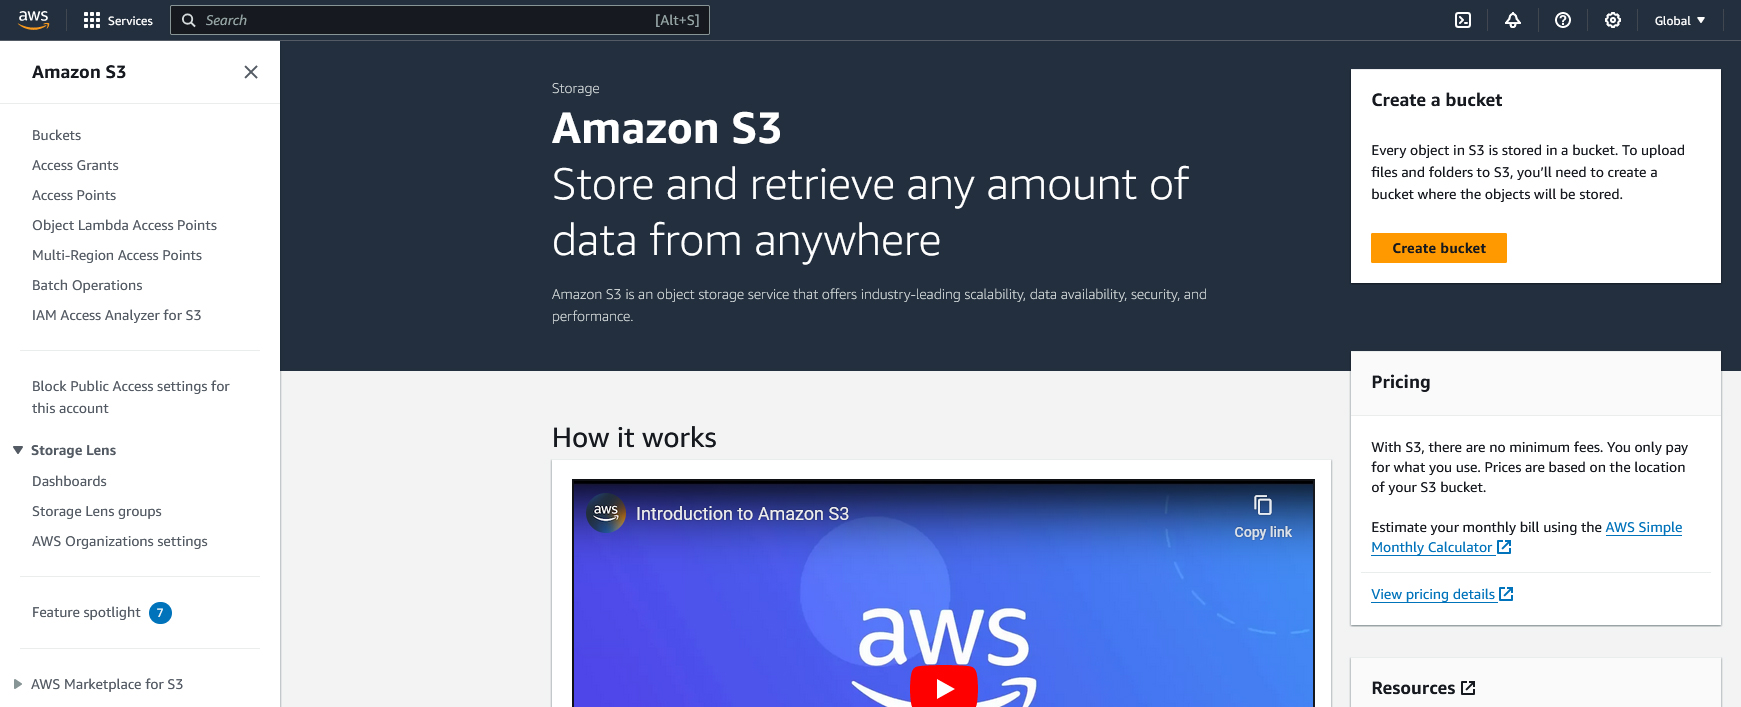 aws
Services
Search
[Alt+S]
Global
Amazon S3
Buckets
Access Grants
Access Points
Object Lambda Access Points
Multi-Region Access Points
Batch Operations
IAM Access Analyzer for S3
Block Public Access settings for
this account
Storage Lens
Dashboards
Storage Lens groups
AWS Organizations settings
Feature spotlight 7
AWS Marketplace for S3
Storage
Amazon S3
Store and retrieve any amount of
data from anywhere
Amazon S3 is an object storage service that offers industry-leading scalability, data availability, security, and
performance.
How it works
aws
Introduction to Amazon S3
Copy link
aws
Create a bucket
Every object in S3 is stored in a bucket. To upload
files and folders to S3, you’ll need to create a
bucket where the objects will be stored.
Create bucket
Pricing
With S3, there are no minimum fees. You only pay
for what you use. Prices are based on the location
of your S3 bucket.
Estimate your monthly bill using the AWS Simple
Monthly Calculator
View pricing details
Resources